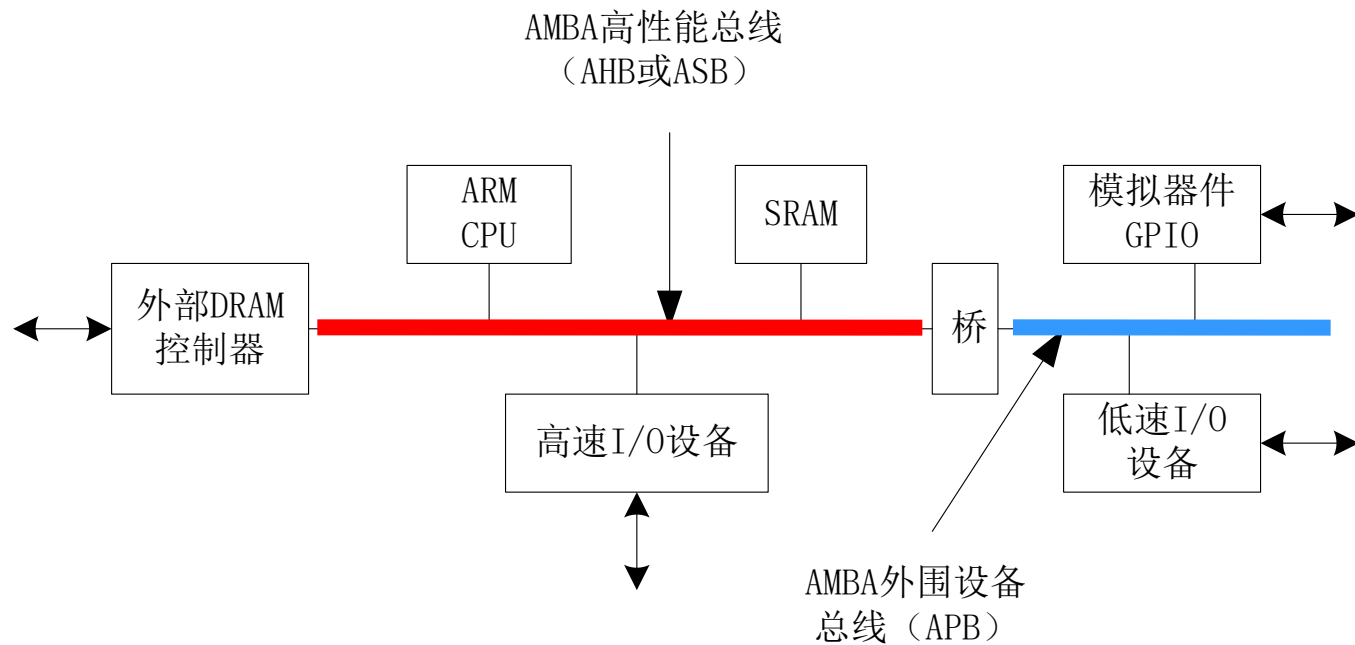 AMBA高性能总线
（AHB或ASB）
ARM
CPU
SRAM
模拟器件
GPIO
外部DRAM
控制器
桥
高速I/O设备
低速I/O
设备
AMBA外围设备
总线（APB）